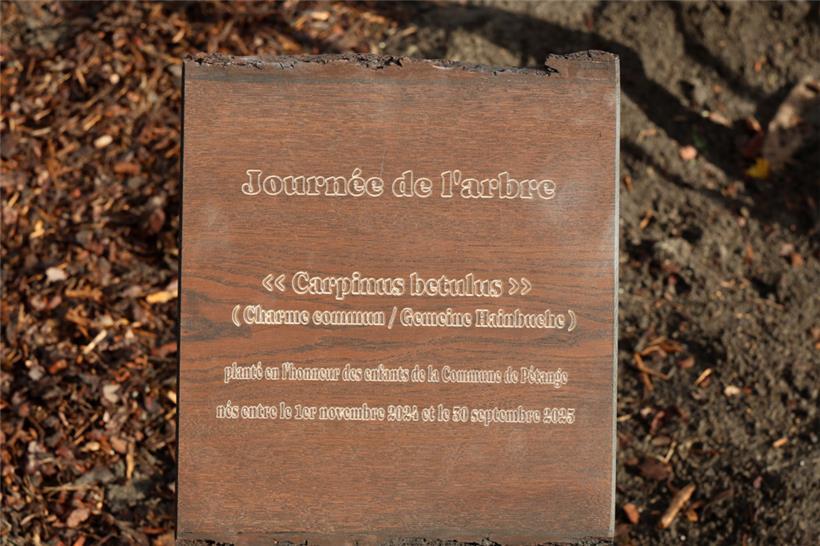 Journée de l'arbre
<< Carpinus betulus >>
( Charme commun / Gemeine Hainbuche )
planté en l'honneur des enfants de la Commune de Pétange
nés entre le 1er novembre 2024 et le 30 septembre 2025